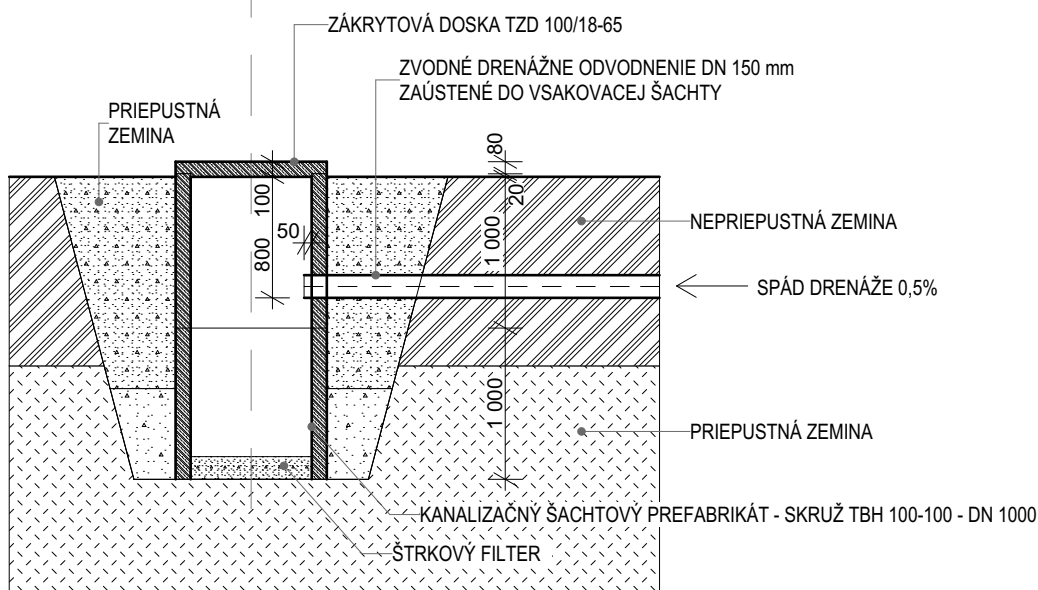 ZÁKRYTOVÁ DOSKA TZD 100/18-65
ZVODNÉ DRENÁŽNE ODVODNENIE DN 150 mm
ZAÚSTENÉ DO VSAKOVACEJ ŠACHTY
PRIEPUSTNÁ
ZEMINA
80
20
100
50
800
1 000
NEPRIEPUSTNÁ ZEMINA
SPÁD DRENÁŽE 0,5%
1 000
PRIEPUSTNÁ ZEMINA
KANALIZAČNÝ ŠACHTOVÝ PREFABRIKÁT - SKRUŽ TBH 100-100 - DN 1000
ŠTRKOVÝ FILTER